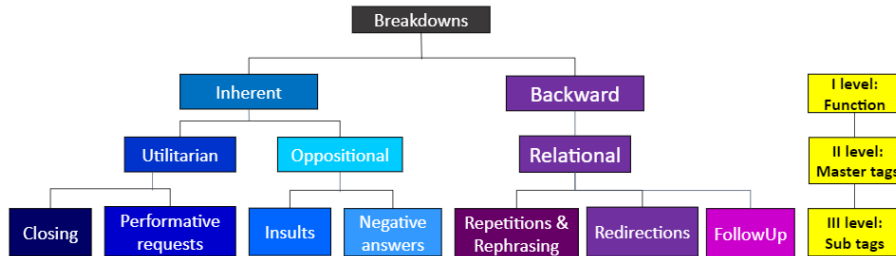 Breakdowns
Inherent
Backward
I level:
Function
Utilitarian
Oppositional
Relational
II level:
Master tags
Closing
Performative
requests
Insults
Negative
answers
Repetitions &
Rephrasing
Redirections
FollowUp
III level:
Sub tags